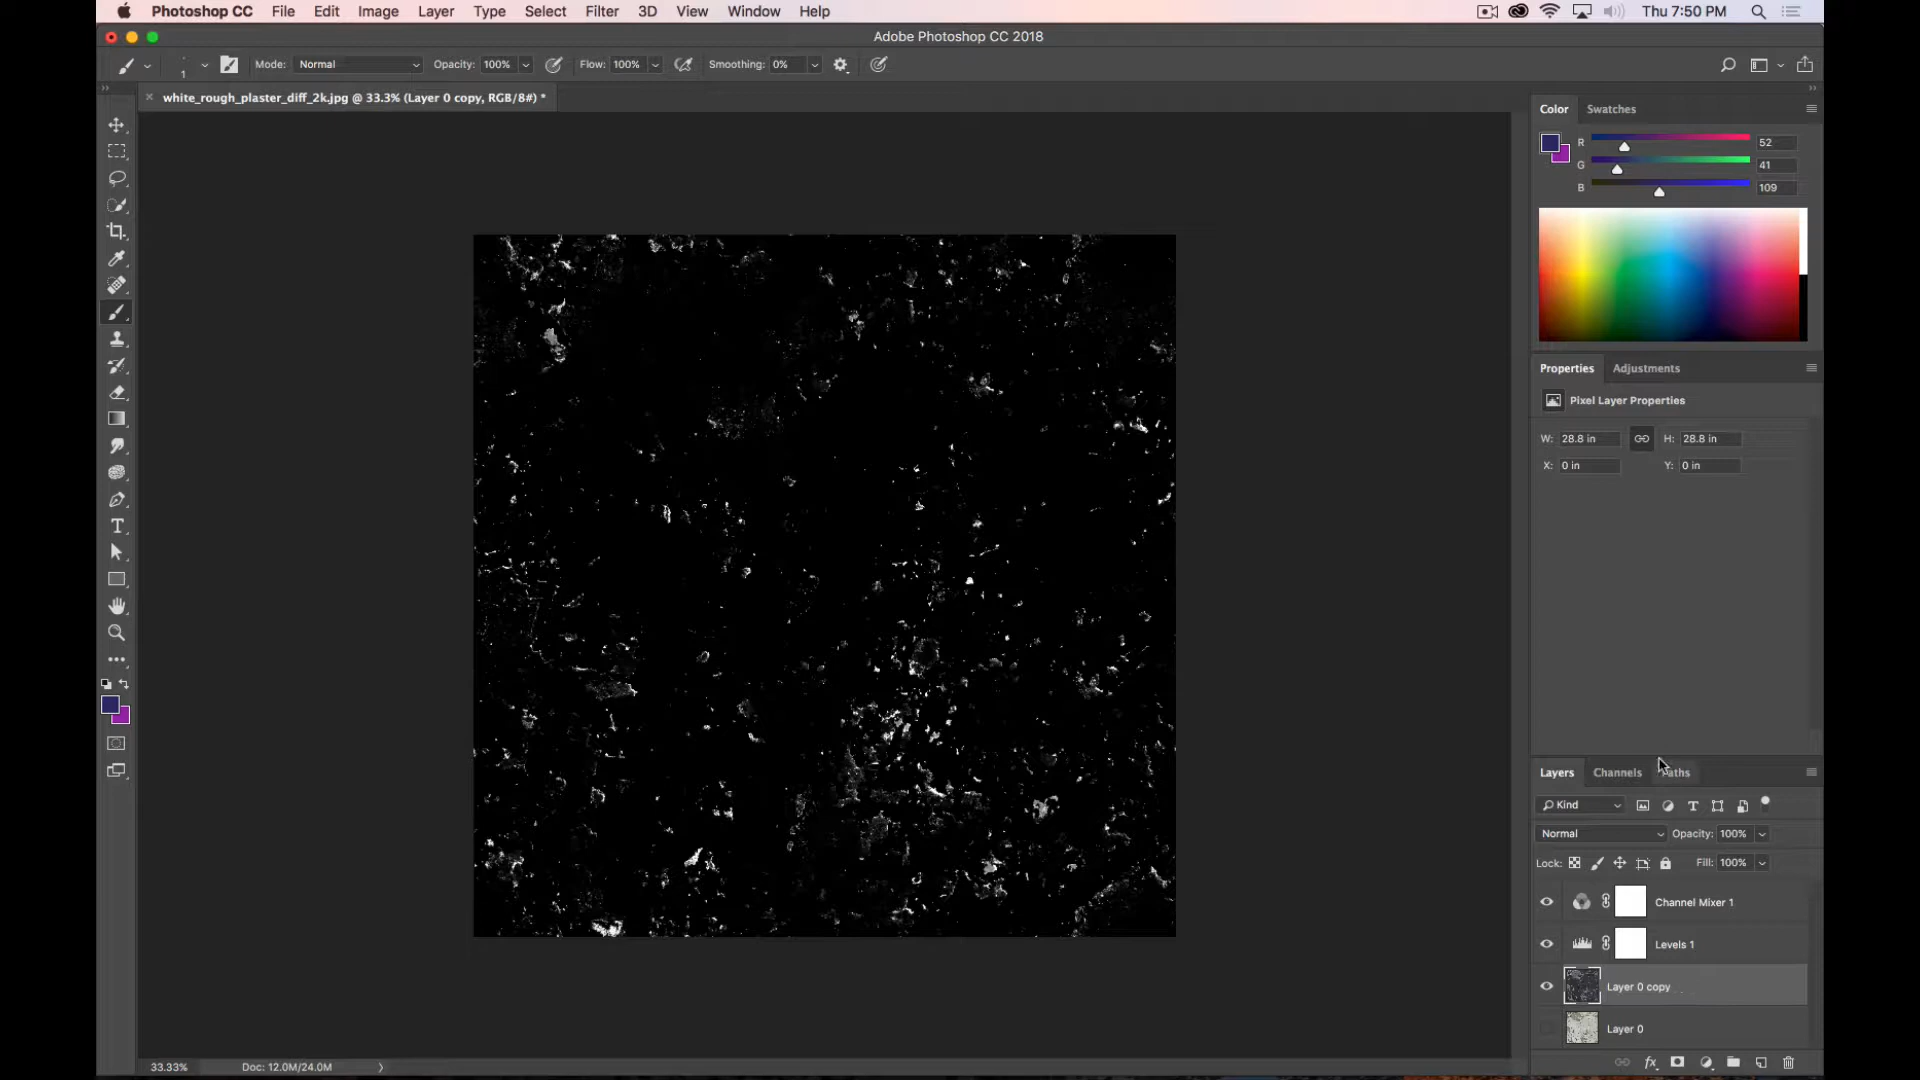 Photoshop CC File Edit Image Layer Type Select Filter 3D View Window Help Thu 7:50 PM
Adobe Photoshop CC 2018
1 Mode: Normal Opacity: 100% Flow: 100% Smoothing: 0%
white_rough_plaster_diff_2k.jpg @ 33.3% (Layer 0 copy, RGB/8#) *
Color Swatches
R 52
G 41
B 109
Properties Adjustments
Pixel Layer Properties
W: 28.8 in H: 28.8 in
X: 0 in Y: 0 in
Layers Channels Paths
Kind
Normal Opacity: 100%
Lock: Fill: 100%
Channel Mixer 1
Levels 1
Layer 0 copy
Layer 0
fx
33.33% Doc: 12.0M/24.0M